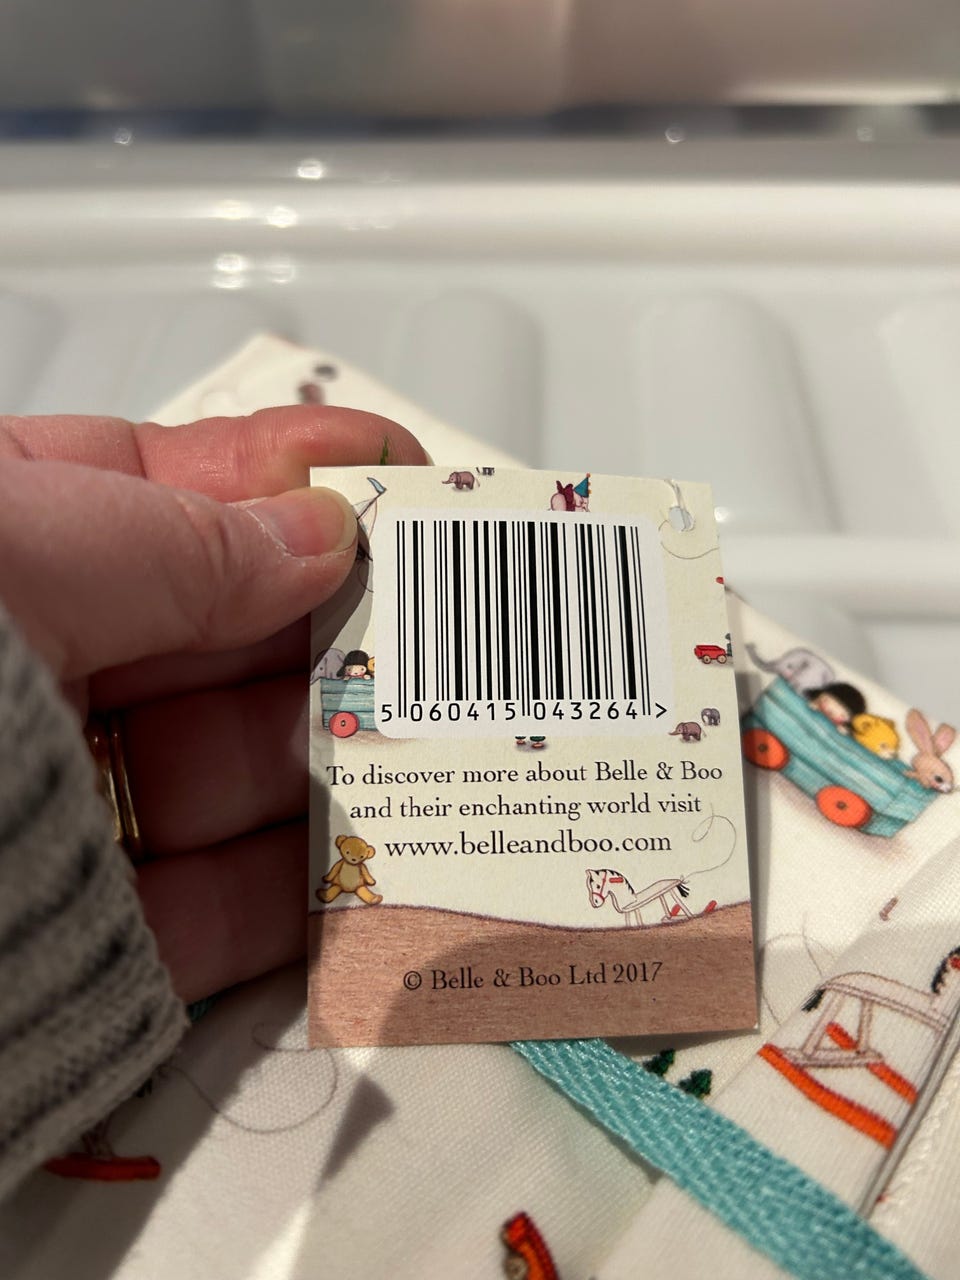 5 060415 043264 >
To discover more about Belle & Boo
and their enchanting world visit
www.belleandboo.com
© Belle & Boo Ltd 2017